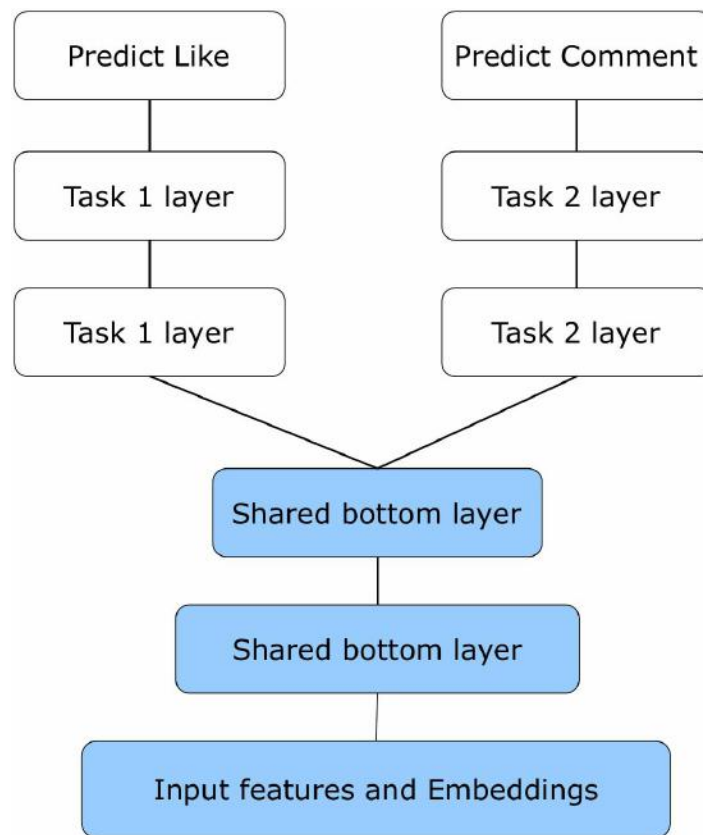 Predict Like
Predict Comment
Task 1 layer
Task 2 layer
Task 1 layer
Task 2 layer
Shared bottom layer
Shared bottom layer
Input features and Embeddings